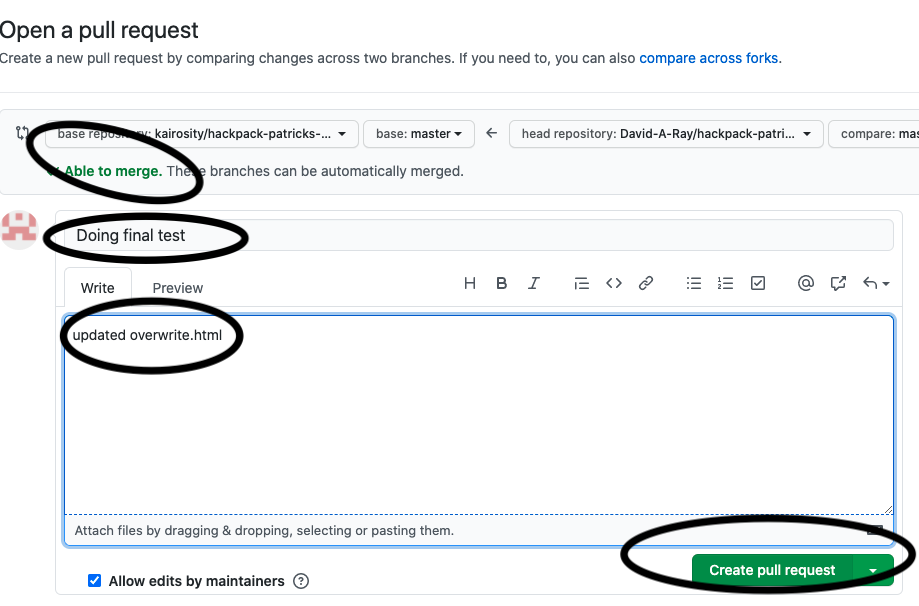 Open a pull request
Create a new pull request by comparing changes across two branches. If you need to, you can also compare across forks.
base repository: kairosity/hackpack-patricks-... base: master ← head repository: David-A-Ray/hackpack-patri... compare: mas
Able to merge. These branches can be automatically merged.
Doing final test
Write Preview
updated overwrite.html
Attach files by dragging & dropping, selecting or pasting them.
Create pull request
Allow edits by maintainers